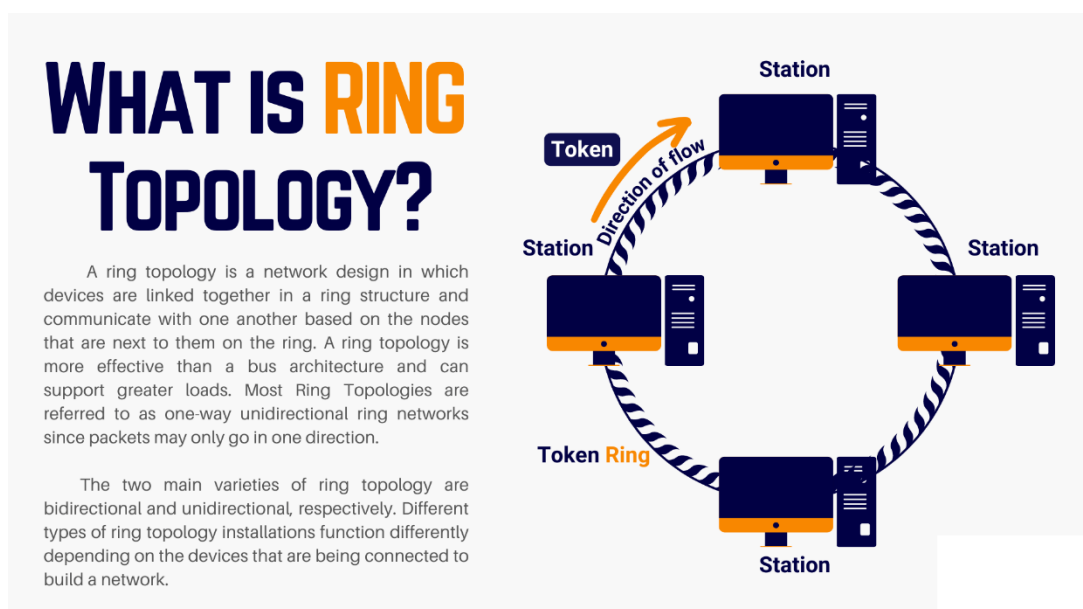 WHAT IS RING
TOPOLOGY?
A ring topology is a network design in which
devices are linked together in a ring structure and
communicate with one another based on the nodes
that are next to them on the ring. A ring topology is
more effective than a bus architecture and can
support greater loads. Most Ring Topologies are
referred to as one-way unidirectional ring networks
since packets may only go in one direction.
The two main varieties of ring topology are
bidirectional and unidirectional, respectively. Different
types of ring topology installations function differently
depending on the devices that are being connected to
build a network.
Station
Token
Direction of flow
Station
Station
Token Ring
Station